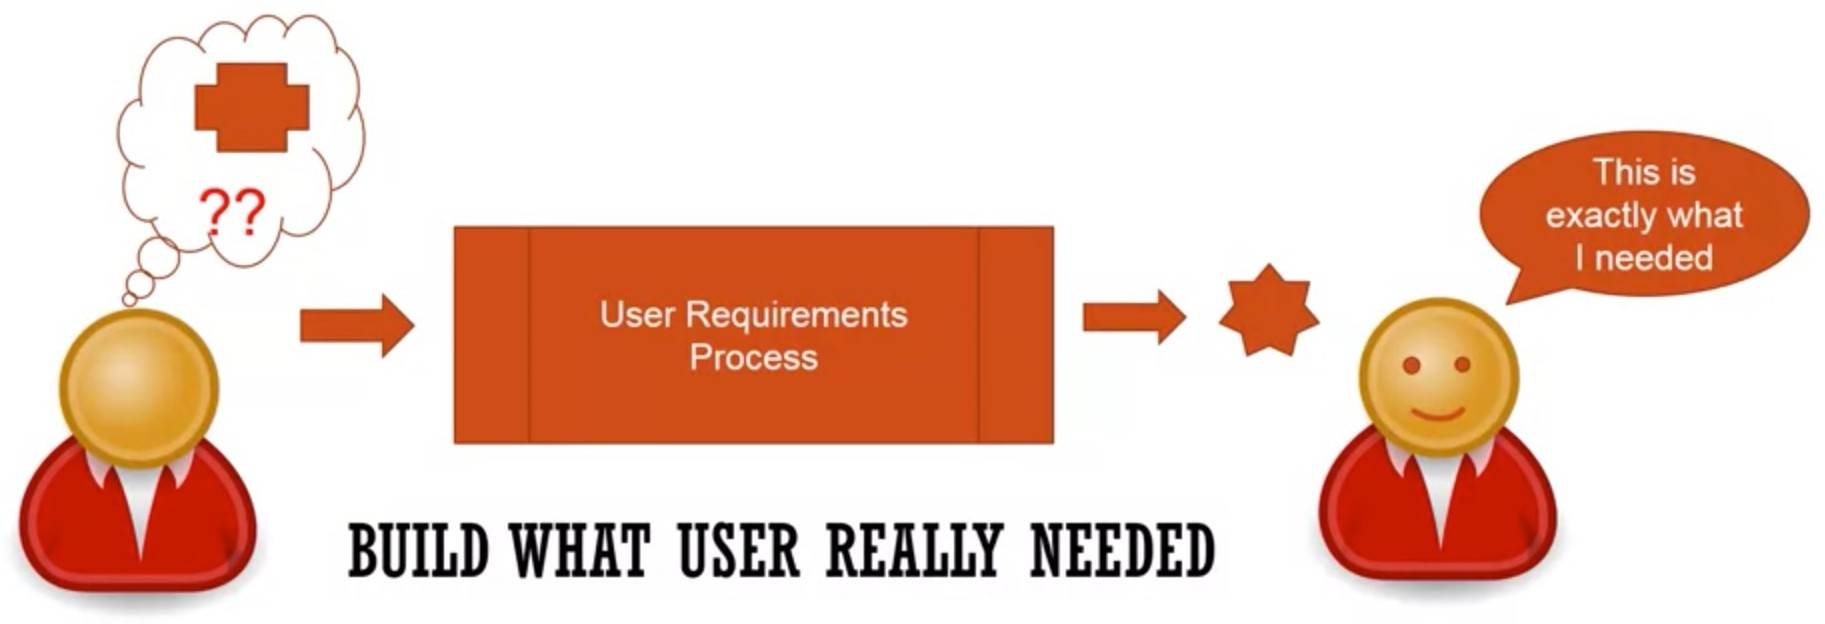 ??
User Requirements
Process
This is
exactly what
I needed
BUILD WHAT USER REALLY NEEDED